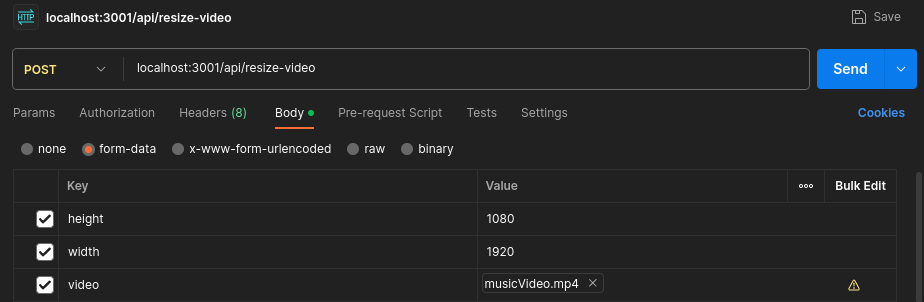 HTTP localhost:3001/api/resize-video Save
POST localhost:3001/api/resize-video Send
Params Authorization Headers (8) Body Pre-request Script Tests Settings Cookies
none form-data x-www-form-urlencoded raw binary
Key Value Bulk Edit
height 1080
width 1920
video musicVideo.mp4